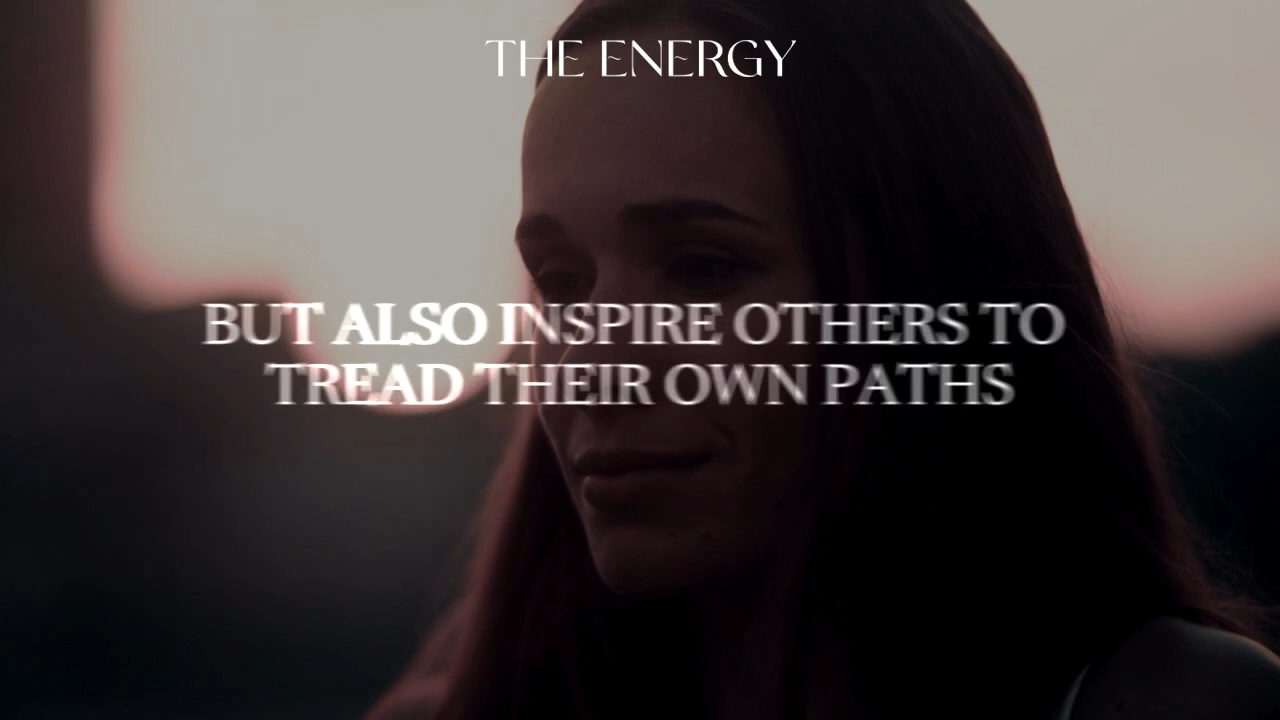 THE ENERGY
BUT ALSO INSPIRE OTHERS TO
TREAD THEIR OWN PATHS